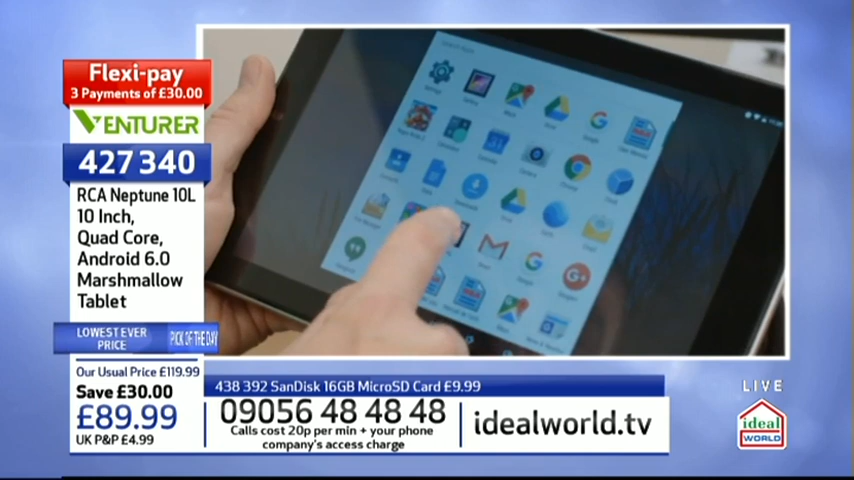 Flexi-pay
3 Payments of £30.00
VENTURER
427 340
RCA Neptune 10L
10 Inch,
Quad Core,
Android 6.0
Marshmallow
Tablet
LOWEST EVER
PRICE
PICK OF THE DAY
Our Usual Price £119.99
Save £30.00
£89.99
UK P&P £4.99
438 392 SanDisk 16GB MicroSD Card £9.99
09056 48 48 48
Calls cost 20p per min + your phone
company's access charge
idealworld.tv
LIVE
ideal
WORLD